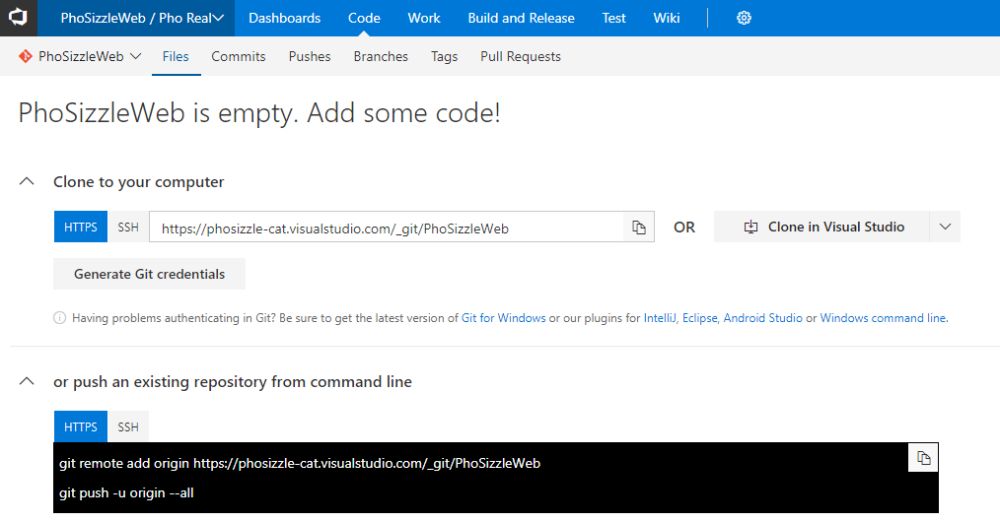 PhoSizzleWeb / Pho Real Dashboards Code Work Build and Release Test Wiki
PhoSizzleWeb Files Commits Pushes Branches Tags Pull Requests
PhoSizzleWeb is empty. Add some code!
Clone to your computer
HTTPS SSH https://phosizzle-cat.visualstudio.com/_git/PhoSizzleWeb OR Clone in Visual Studio
Generate Git credentials
Having problems authenticating in Git? Be sure to get the latest version of Git for Windows or our plugins for IntelliJ, Eclipse, Android Studio or Windows command line.
or push an existing repository from command line
HTTPS SSH
git remote add origin https://phosizzle-cat.visualstudio.com/_git/PhoSizzleWeb
git push -u origin --all